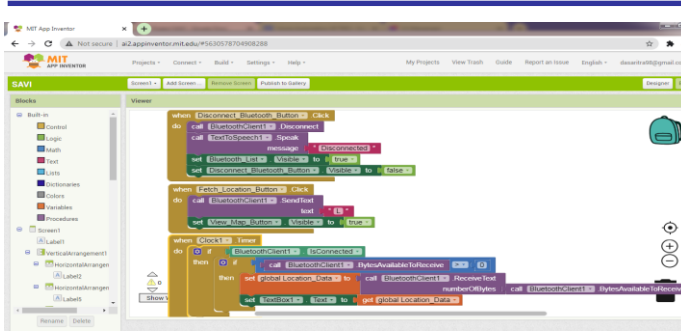 MIT App Inventor
Not secure | ai2.appinventor.mit.edu/#5630578704908288
MIT
APP INVENTOR
Projects Connect Build Settings Help My Projects View Trash Guide Report an Issue English
SAVI
Screen1 Add Screen... Remove Screen Publish to Gallery Designer
Blocks
Viewer
Built-in
Control
Logic
Math
Text
Lists
Dictionaries
Colors
Variables
Procedures
Screen1
Label1
VerticalArrangement1
HorizontalArrangen
Label2
HorizontalArrangen
Label5
Rename Delete
when Disconnect_Bluetooth_Button .Click
do call BluetoothClient1 .Disconnect
call TextToSpeech1 .Speak
message " Disconnected "
set Bluetooth_List . Visible to true
set Disconnect_Bluetooth_Button . Visible to false
when Fetch_Location_Button .Click
do call BluetoothClient1 .SendText
text " L "
set View_Map_Button . Visible to true
when Clock1 .Timer
do if BluetoothClient1 . IsConnected
then if call BluetoothClient1 .BytesAvailableToReceive 0
then set global Location_Data to call BluetoothClient1 .ReceiveText
numberOfBytes call BluetoothClient1 .BytesAvailableToReceive
set TextBox1 . Text to get global Location_Data
0
Show